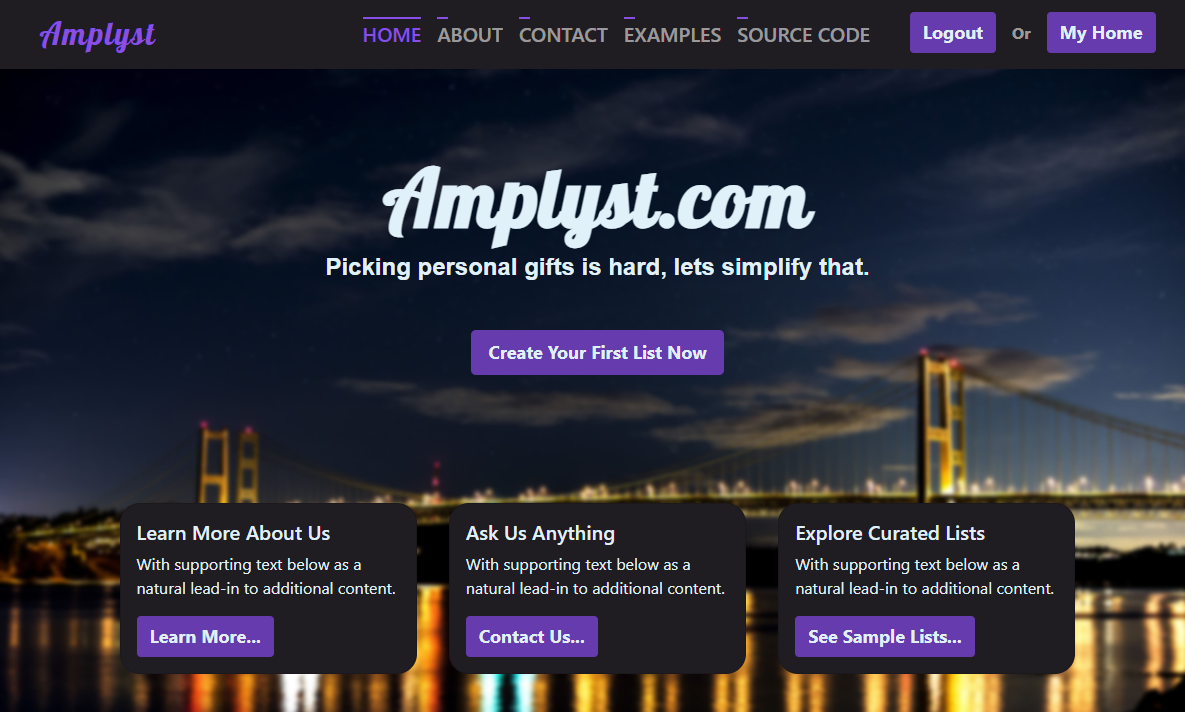 Amplyst
HOME ABOUT CONTACT EXAMPLES SOURCE CODE
Logout Or My Home
Amplyst.com
Picking personal gifts is hard, lets simplify that.
Create Your First List Now
Learn More About Us
With supporting text below as a
natural lead-in to additional content.
Learn More...
Ask Us Anything
With supporting text below as a
natural lead-in to additional content.
Contact Us...
Explore Curated Lists
With supporting text below as a
natural lead-in to additional content.
See Sample Lists...